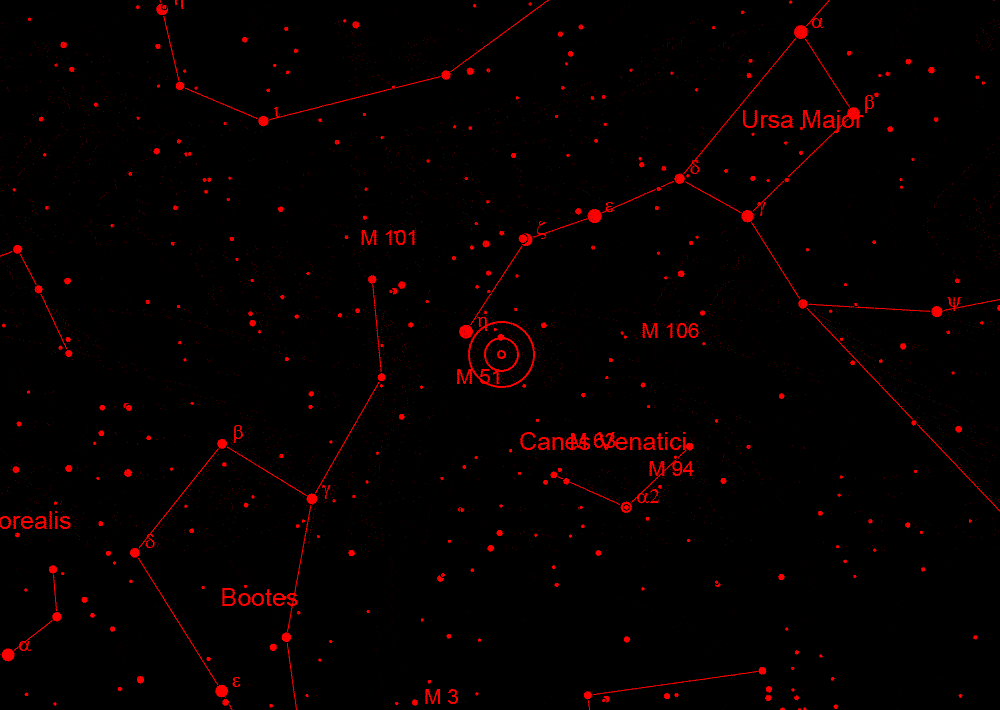 η
α
β
ι
Ursa Major
δ
ε
γ
ζ
M 101
ψ
η
M 106
M 51
β
Canes Venatici
M 63
M 94
γ
α2
orealis
δ
Bootes
α
ε
M 3